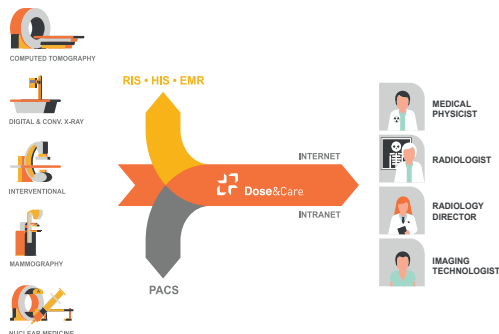 COMPUTED TOMOGRAPHY
DIGITAL & CONV. X-RAY
INTERVENTIONAL
MAMMOGRAPHY
NUCLEAR MEDICINE
RIS • HIS • EMR
INTERNET
Dose&Care
INTRANET
PACS
MEDICAL
PHYSICIST
RADIOLOGIST
RADIOLOGY
DIRECTOR
IMAGING
TECHNOLOGIST